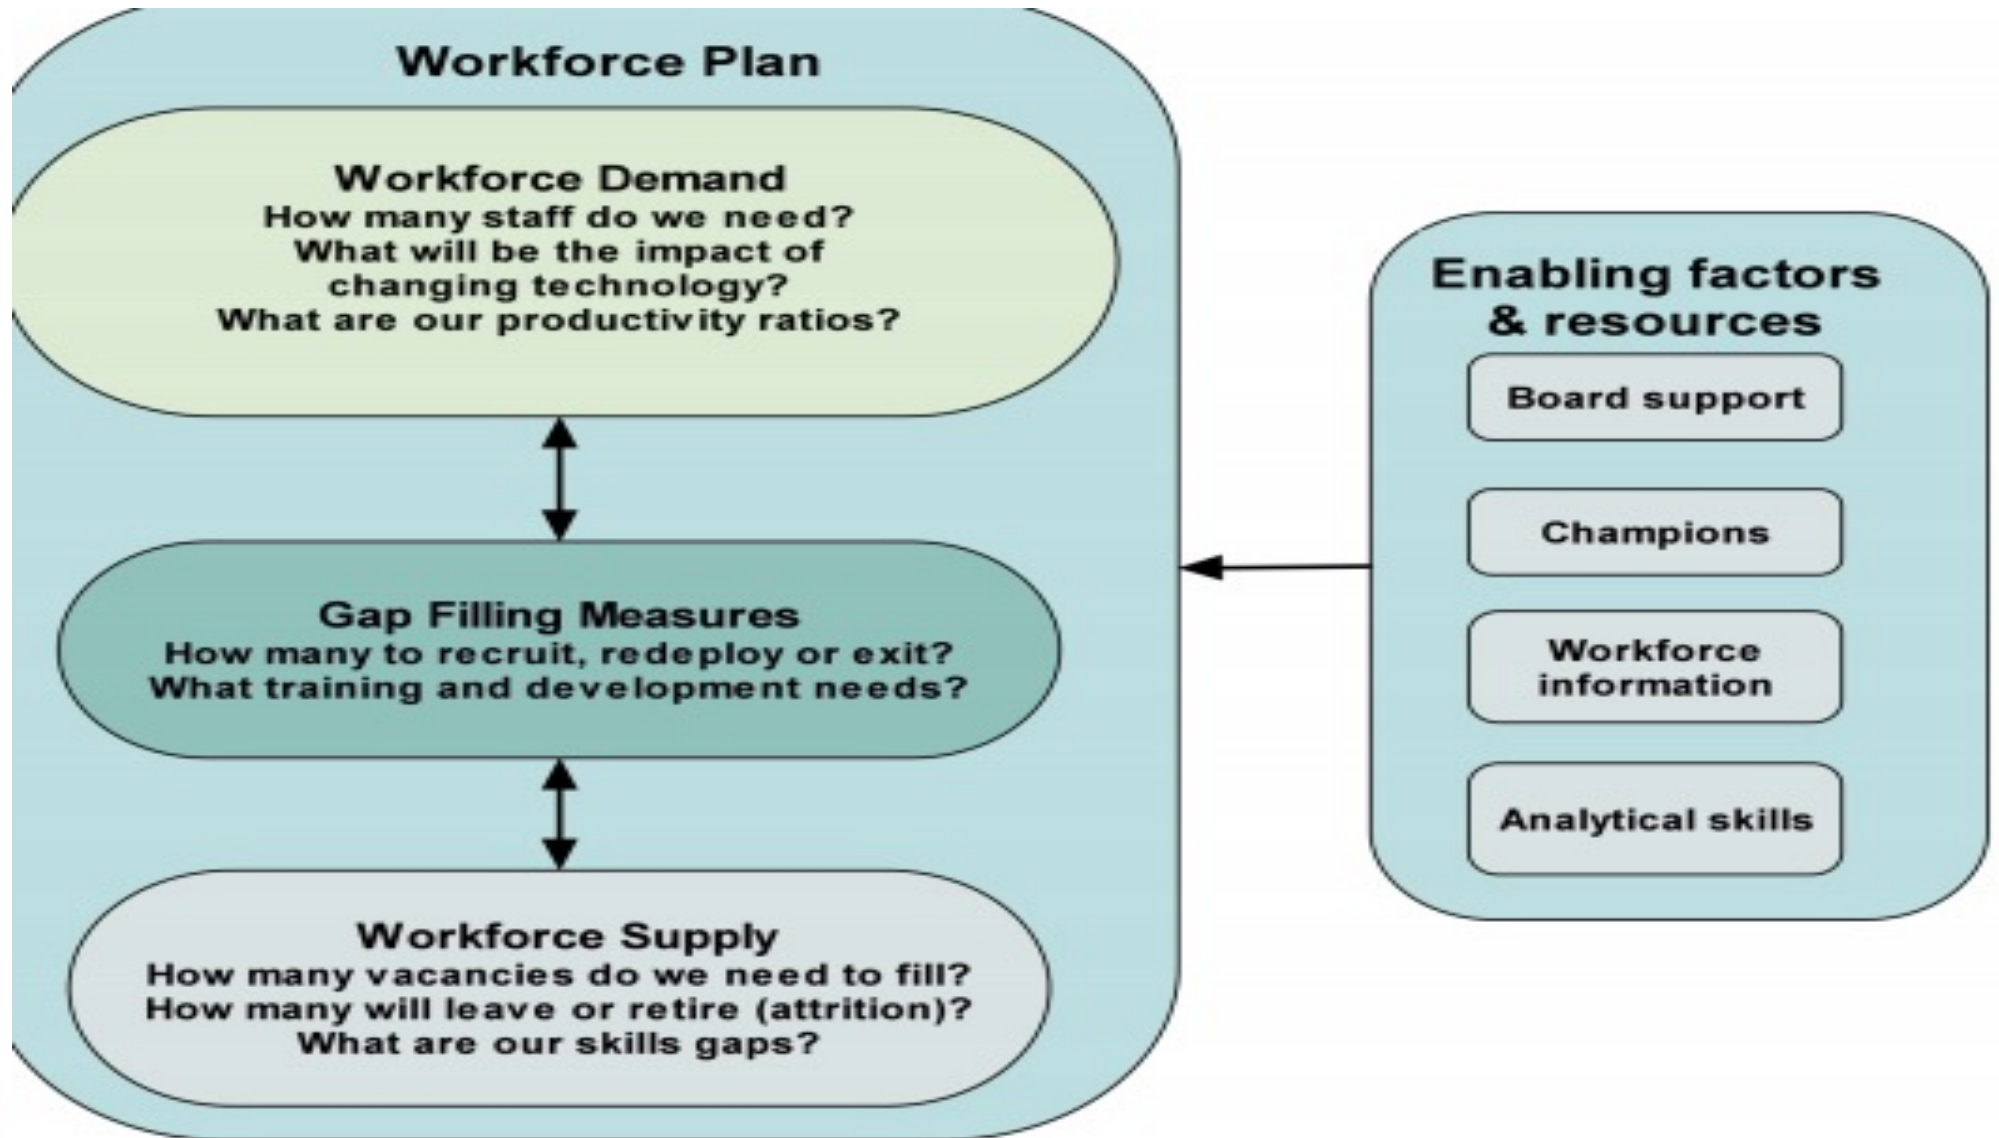 Workforce Plan
Workforce Demand
How many staff do we need?
What will be the impact of
changing technology?
What are our productivity ratios?
Gap Filling Measures
How many to recruit, redeploy or exit?
What training and development needs?
Workforce Supply
How many vacancies do we need to fill?
How many will leave or retire (attrition)?
What are our skills gaps?
Enabling factors
& resources
Board support
Champions
Workforce
information
Analytical skills